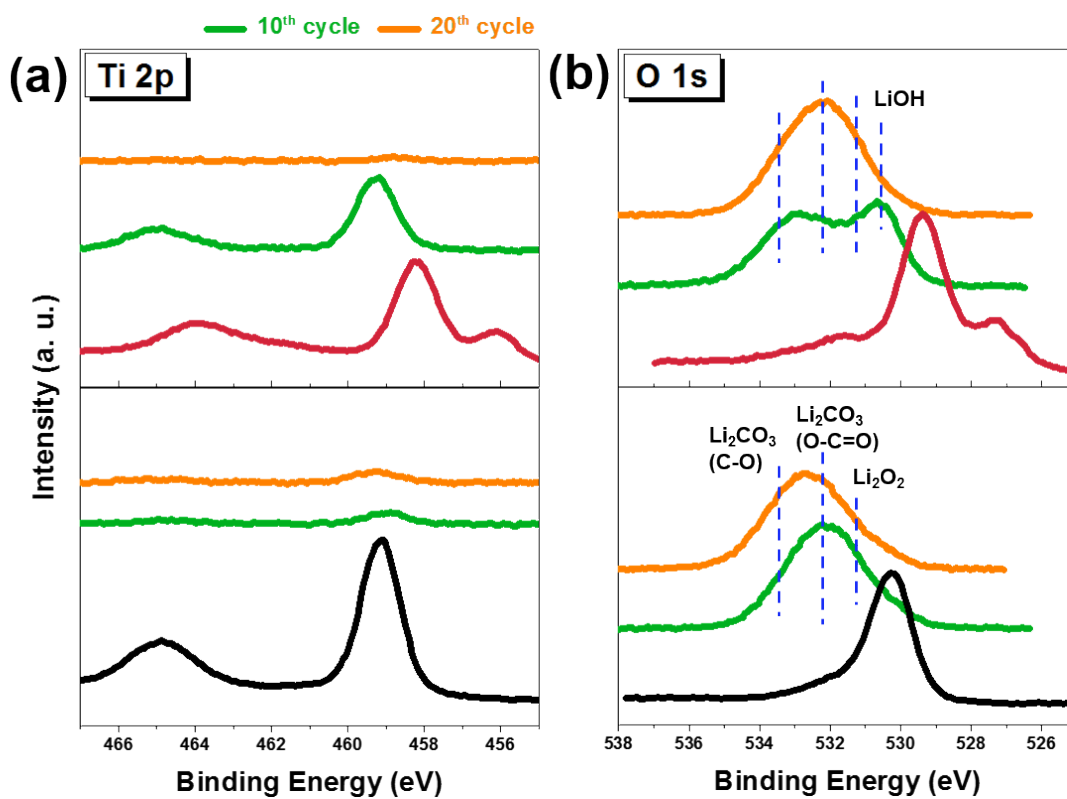 10th cycle 20th cycle
(a) Ti 2p
(b) O 1s
LiOH
Li2CO3
(C-O)
Li2CO3
(O-C=O)
Li2O2
Intensity (a. u.)
466 464 462 460 458 456
538 536 534 532 530 528 526
Binding Energy (eV)
Binding Energy (eV)